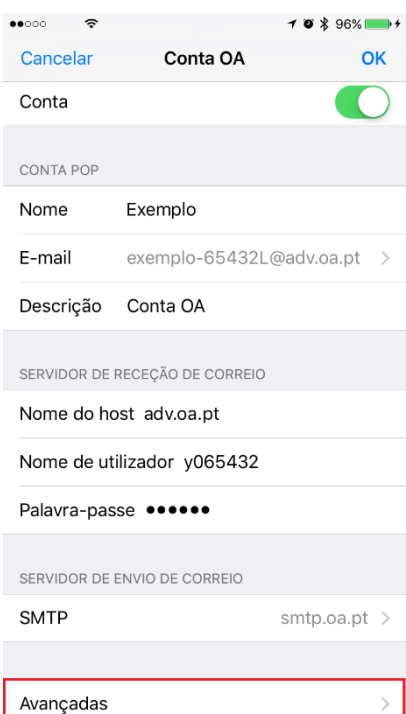 96%
Cancelar Conta OA OK
Conta
CONTA POP
Nome Exemplo
E-mail exemplo-65432L@adv.oa.pt
Descrição Conta OA
SERVIDOR DE RECEÇÃO DE CORREIO
Nome do host adv.oa.pt
Nome de utilizador y065432
Palavra-passe ●●●●●●
SERVIDOR DE ENVIO DE CORREIO
SMTP smtp.oa.pt
Avançadas